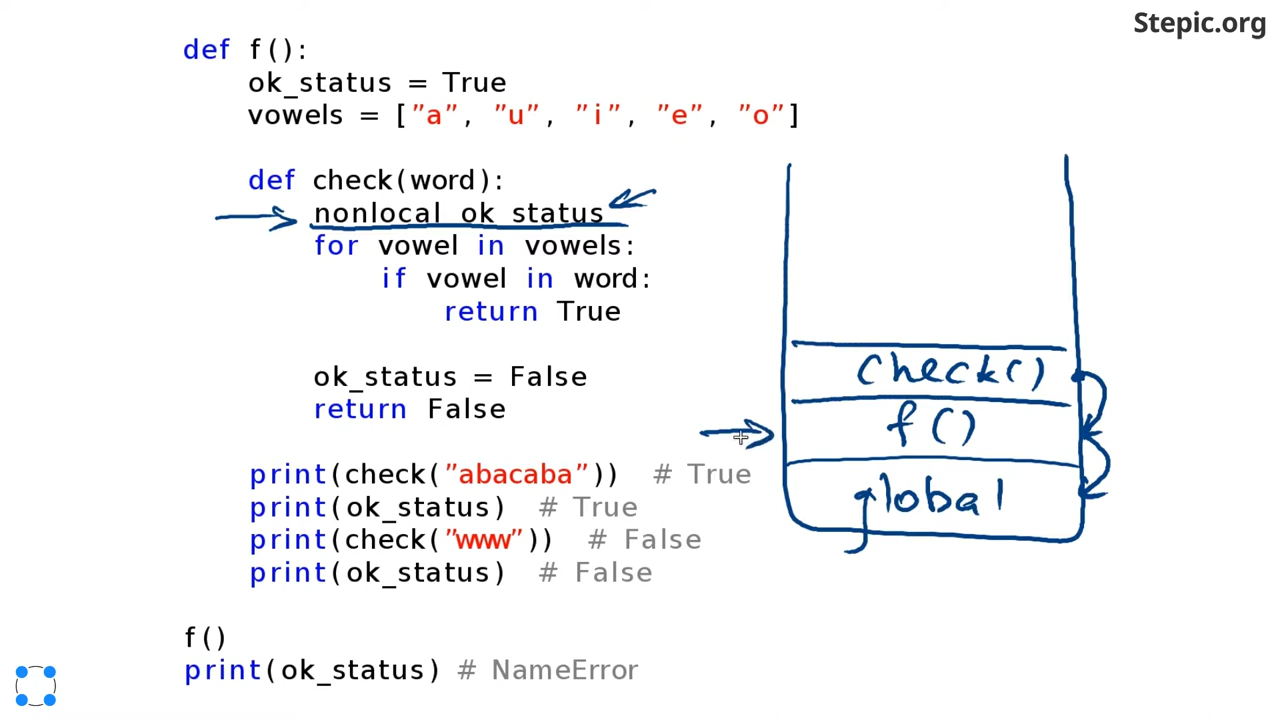 Stepic.org
def f():
ok_status = True
vowels = ["a", "u", "i", "e", "o"]
def check(word):
nonlocal ok_status
for vowel in vowels:
if vowel in word:
return True
ok_status = False
return False
print(check("abacaba")) # True
print(ok_status) # True
print(check("www")) # False
print(ok_status) # False
f()
print(ok_status) # NameError
check()
f()
global